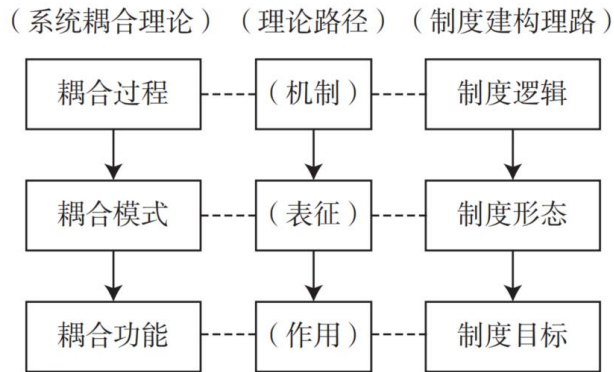 （系统耦合理论）（理论路径）（制度建构理路）
耦合过程 （机制） 制度逻辑
耦合模式 （表征） 制度形态
耦合功能 （作用） 制度目标